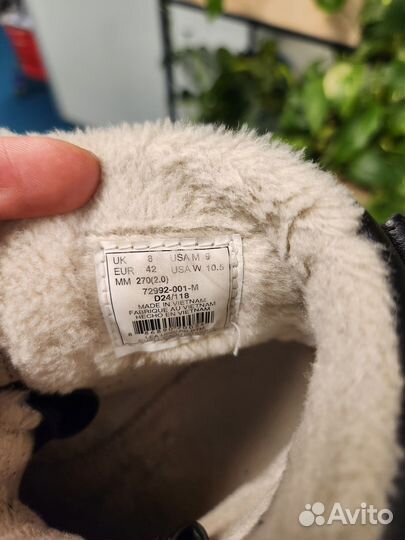 UK 8 USA M 9
EUR 42 USA W 10.5
MM 270(2.0)
72992-001-M
D24/118
MADE IN VIETNAM
FABRIQUÉ AU VIETNAM
HECHO EN VIETNAM
Avito